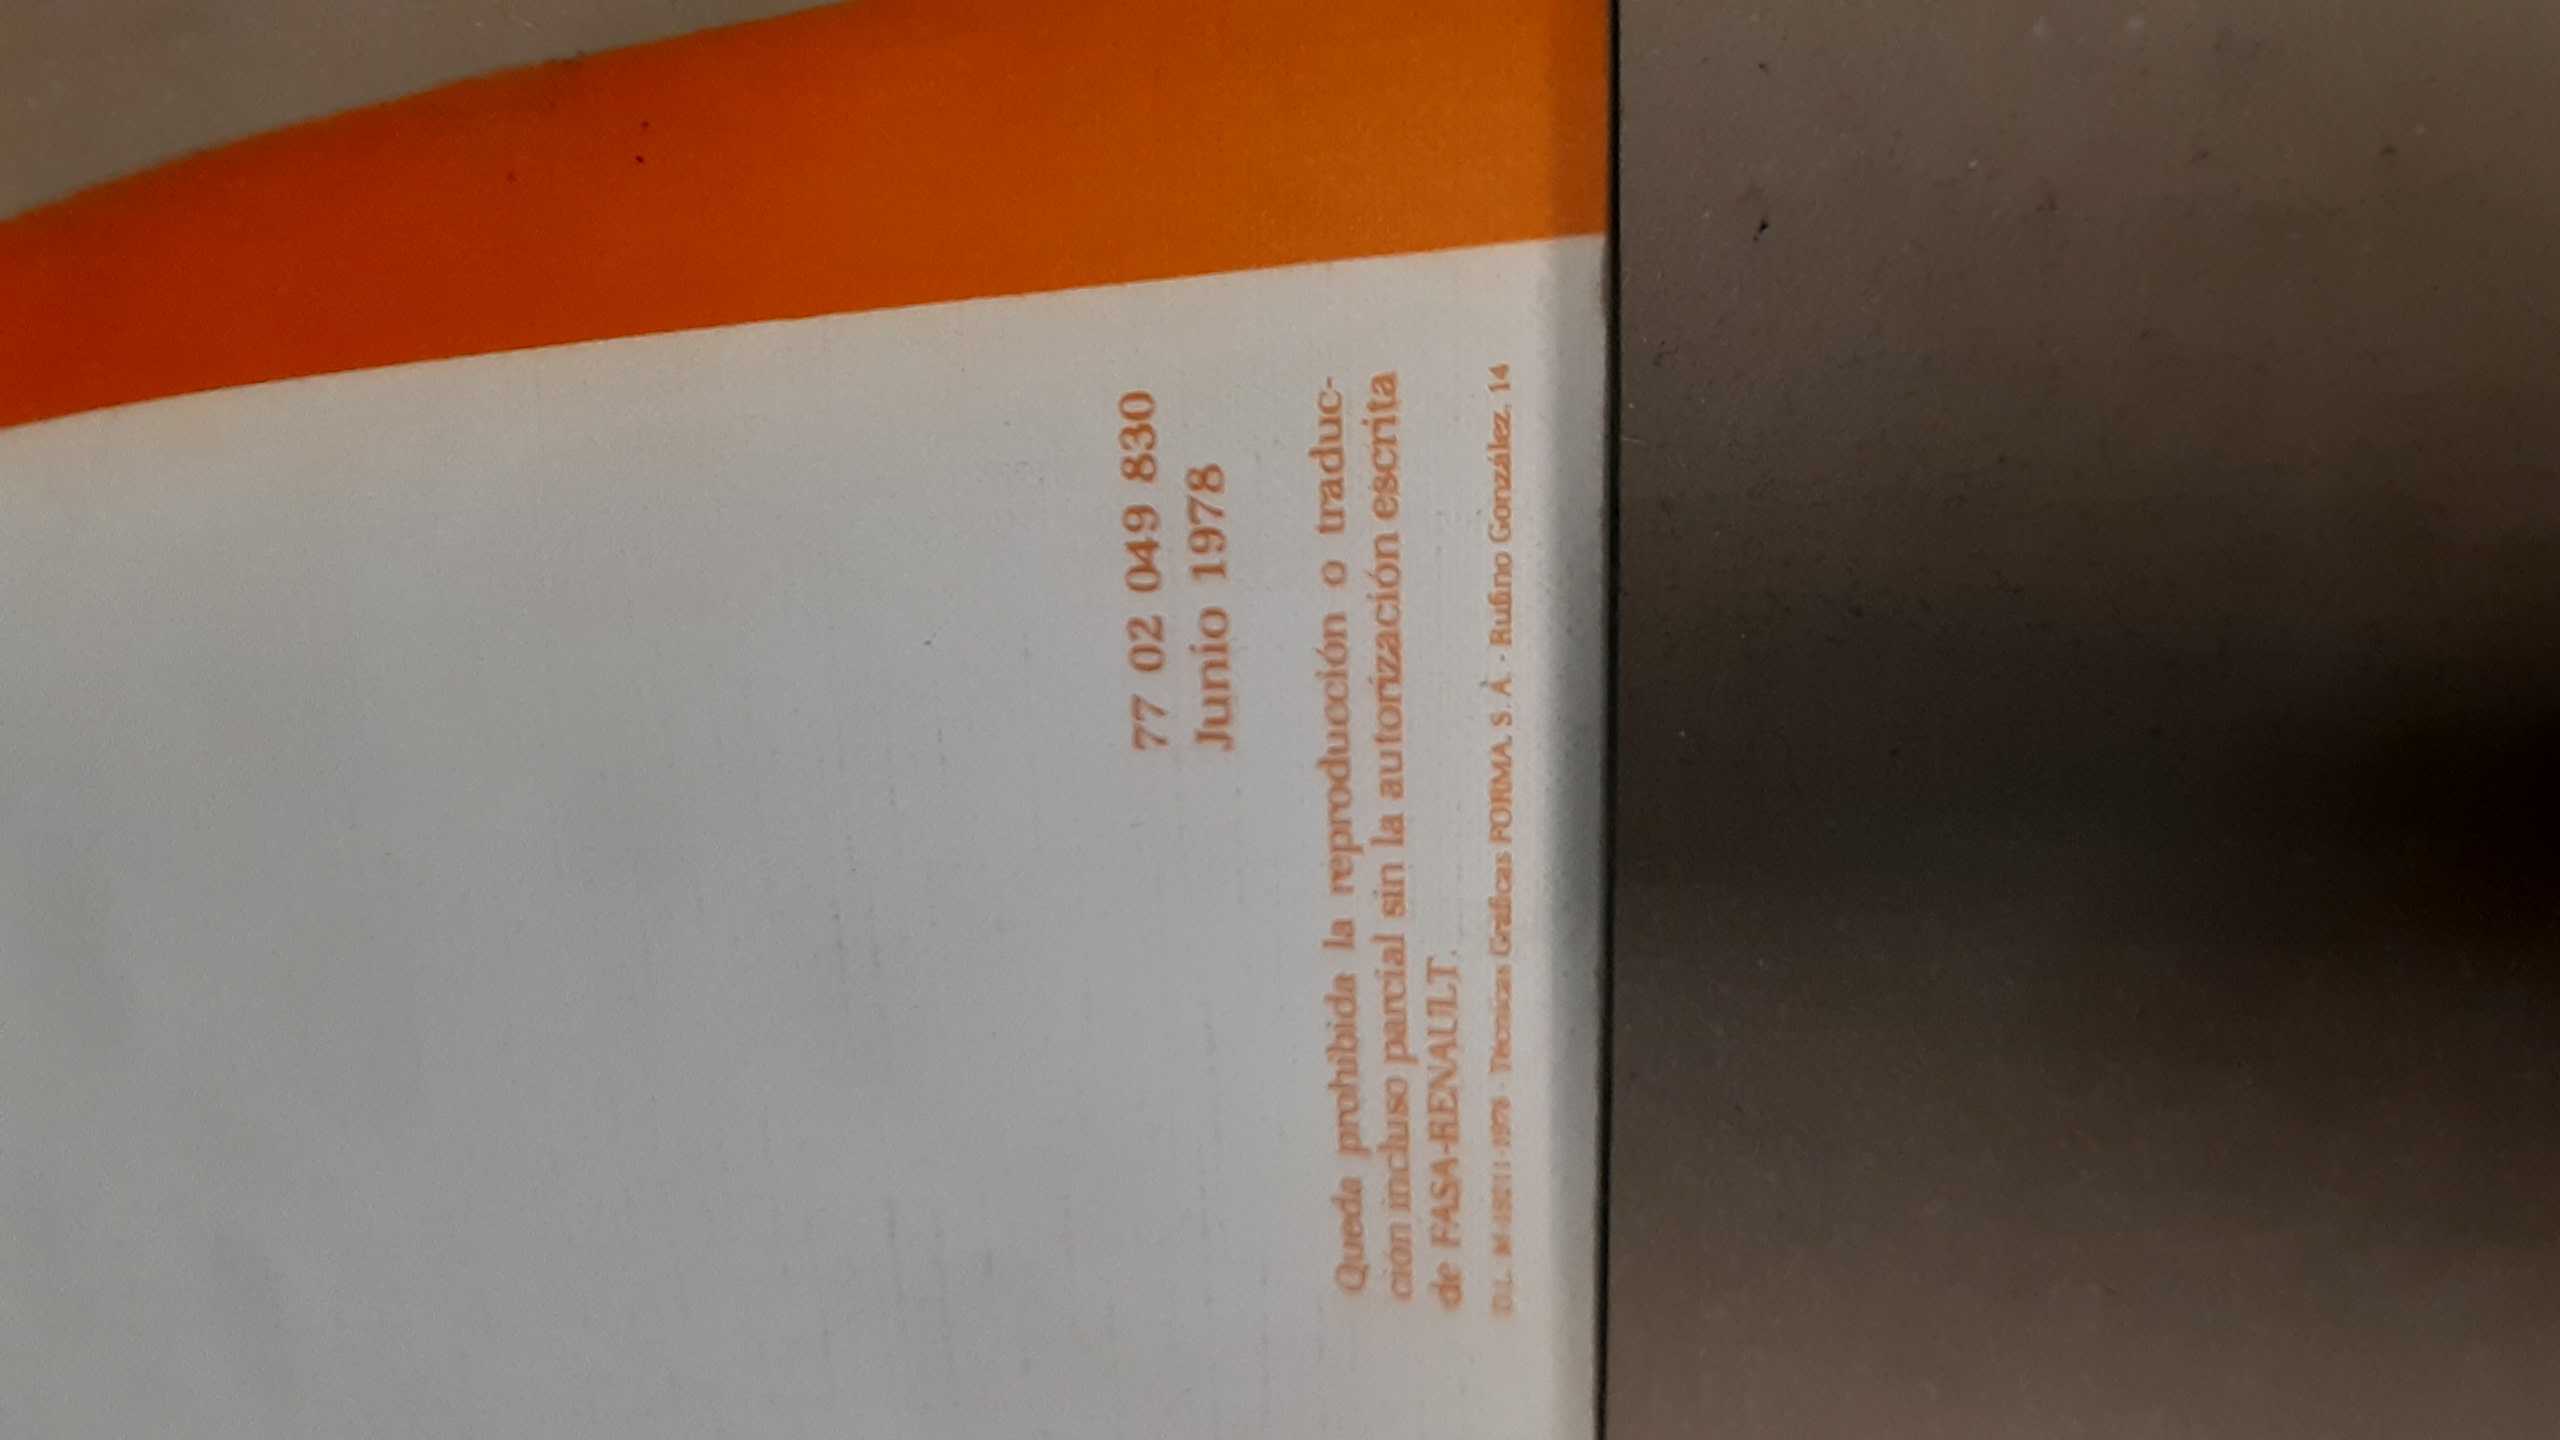 77 02 049 830
Junio 1978
Queda prohibida la reproducción o traduc-
ción incluso parcial sin la autorización escrita
de FASA-RENAULT.
D.L. - Técnicas Gráficas FORMA, S. A. - Rufino González, 14